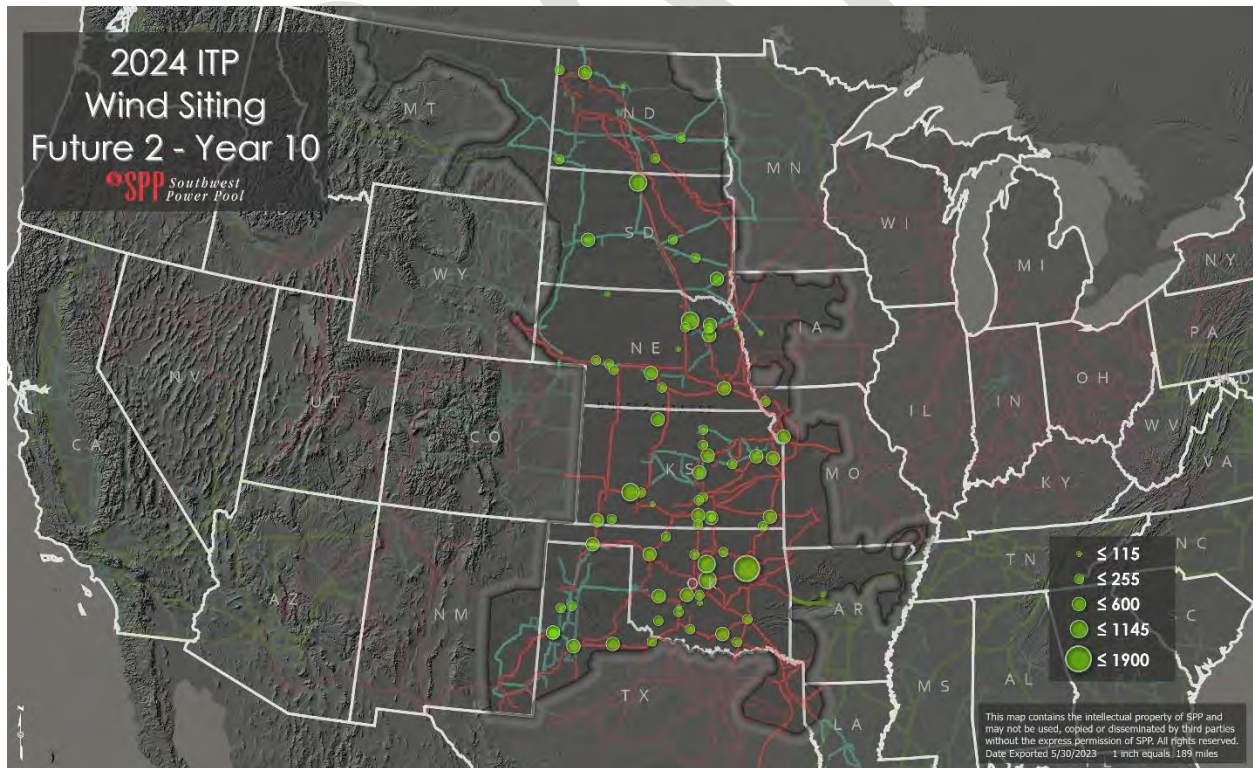 2024 ITP
Wind Siting
Future 2 - Year 10
SPP Southwest
Power Pool
MT
ND
MN
SD
WI
WY
MI
NY
IA
NE
PA
NV
UT
OH
IL
IN
CO
WV
CA
KS
MO
VA
KY
TN
NC
OK
AZ
NM
AR
SC
TX
MS
AL
LA
≤ 115
≤ 255
≤ 600
≤ 1145
≤ 1900
This map contains the intellectual property of SPP and
may not be used, copied or disseminated by third parties
without the express permission of SPP. All rights reserved.
Date Exported 5/30/2023 1 inch equals 189 miles